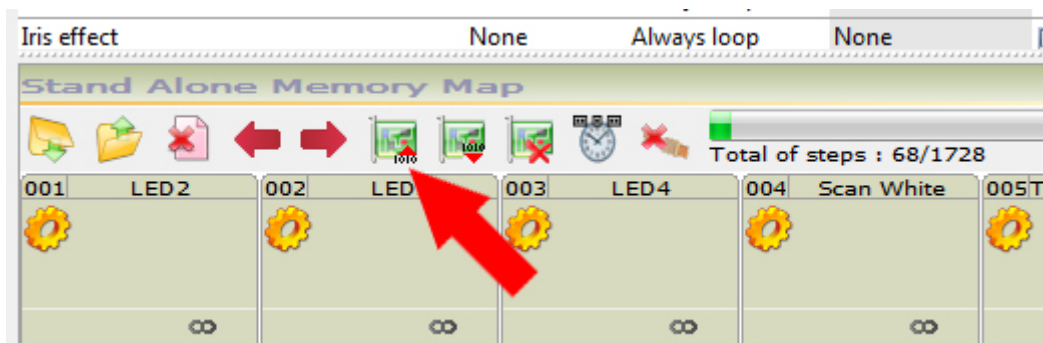 Iris effect None Always loop None
Stand Alone Memory Map
Total of steps : 68/1728
001 LED2 002 LED 003 LED4 004 Scan White 005 T